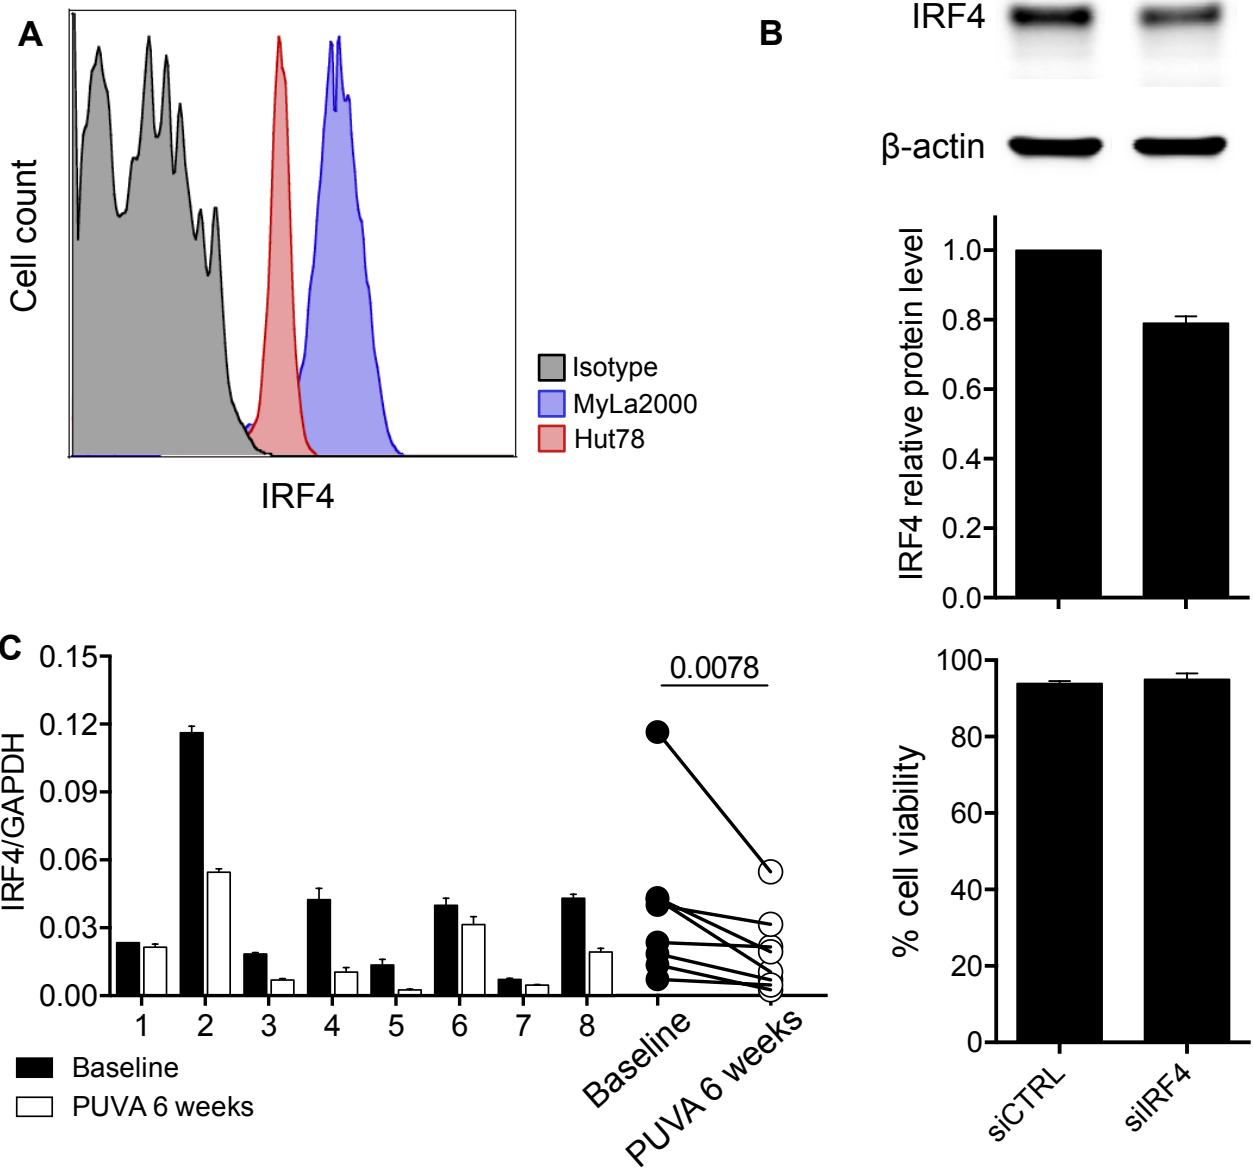 A
Cell count
IRF4
Isotype
MyLa2000
Hut78
B
IRF4
β-actin
IRF4 relative protein level
1.0
0.8
0.6
0.4
0.2
0.0
% cell viability
100
80
60
40
20
0
siCTRL
siIRF4
C
IRF4/GAPDH
0.15
0.12
0.09
0.06
0.03
0.00
1 2 3 4 5 6 7 8
0.0078
Baseline
PUVA 6 weeks
Baseline
PUVA 6 weeks